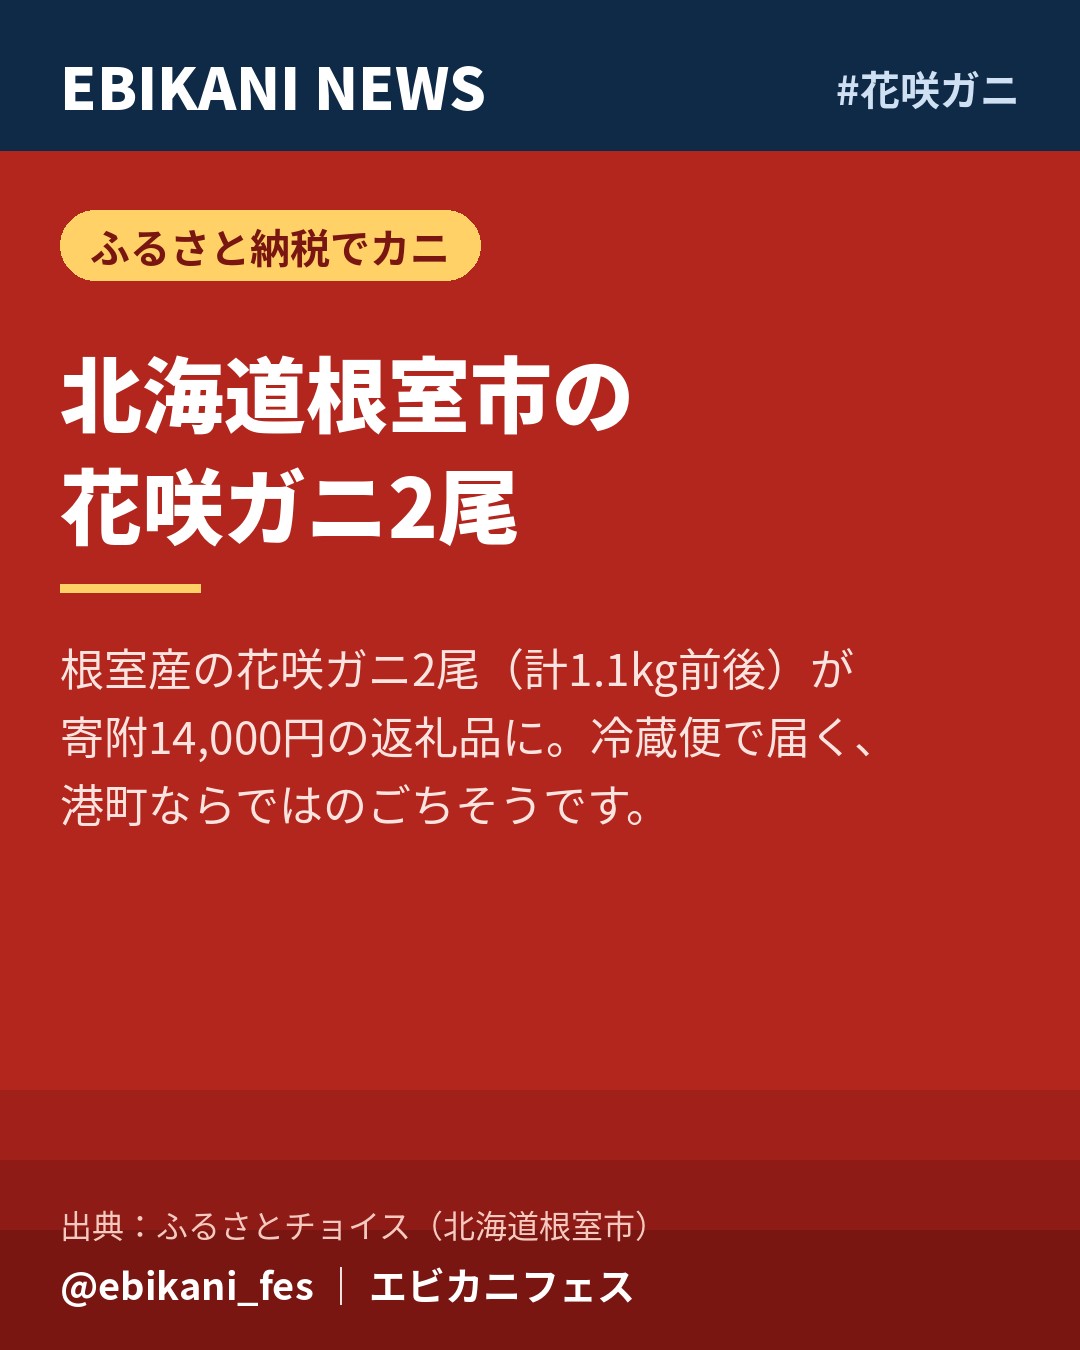 EBIKANI NEWS
#花咲ガニ
ふるさと納税でカニ
北海道根室市の
花咲ガニ2尾
根室産の花咲ガニ2尾（計1.1kg前後）が
寄附14,000円の返礼品に。冷蔵便で届く、
港町ならではのごちそうです。
出典：ふるさとチョイス（北海道根室市）
@ebikani_fes｜エビカニフェス